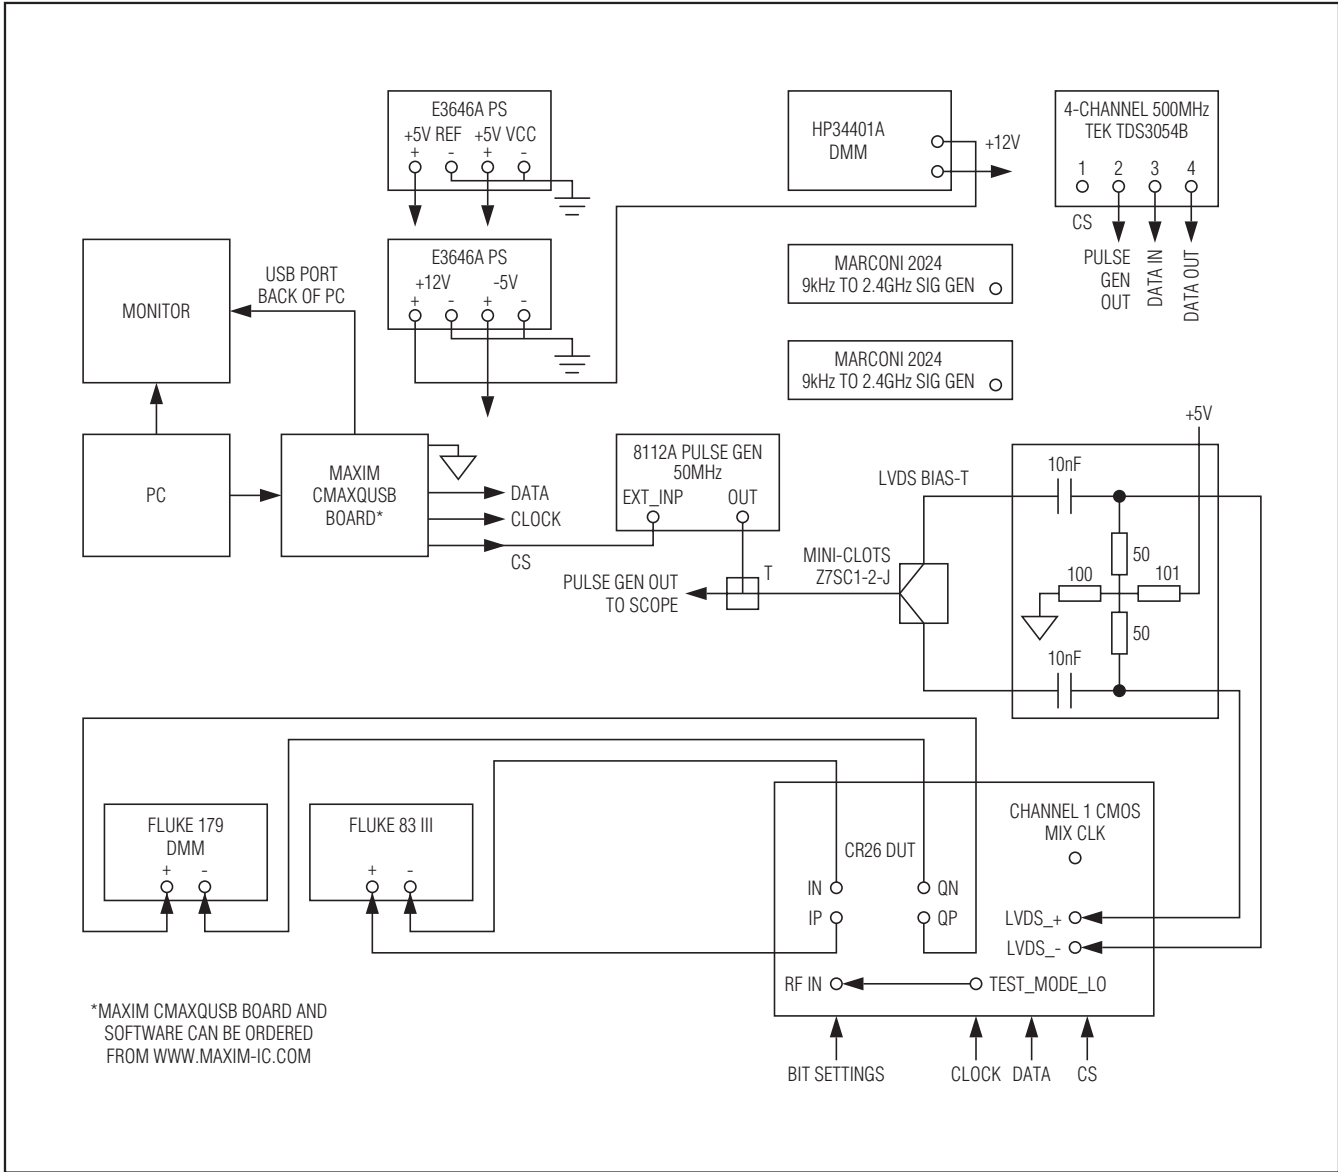 E3646A PS
+5V REF +5V VCC
+ - + -
HP34401A
DMM
+12V
4-CHANNEL 500MHz
TEK TDS3054B
1 2 3 4
CS
PULSE
GEN
OUT
DATA IN
DATA OUT
E3646A PS
+12V -5V
+ - + -
MARCONI 2024
9kHz TO 2.4GHz SIG GEN
MARCONI 2024
9kHz TO 2.4GHz SIG GEN
MONITOR
USB PORT
BACK OF PC
PC
MAXIM
CMAXQUSB
BOARD*
DATA
CLOCK
CS
8112A PULSE GEN
50MHz
EXT_INP OUT
T
PULSE GEN OUT
TO SCOPE
MINI-CLOTS
Z7SC1-2-J
LVDS BIAS-T
+5V
10nF
50
100
101
50
10nF
FLUKE 179
DMM
+ -
FLUKE 83 III
+ -
CHANNEL 1 CMOS
MIX CLK
CR26 DUT
IN
QN
IP
QP
LVDS_+
LVDS_-
RF IN
TEST_MODE_LO
BIT SETTINGS
CLOCK
DATA
CS
*MAXIM CMAXQUSB BOARD AND
SOFTWARE CAN BE ORDERED
FROM WWW.MAXIM-IC.COM